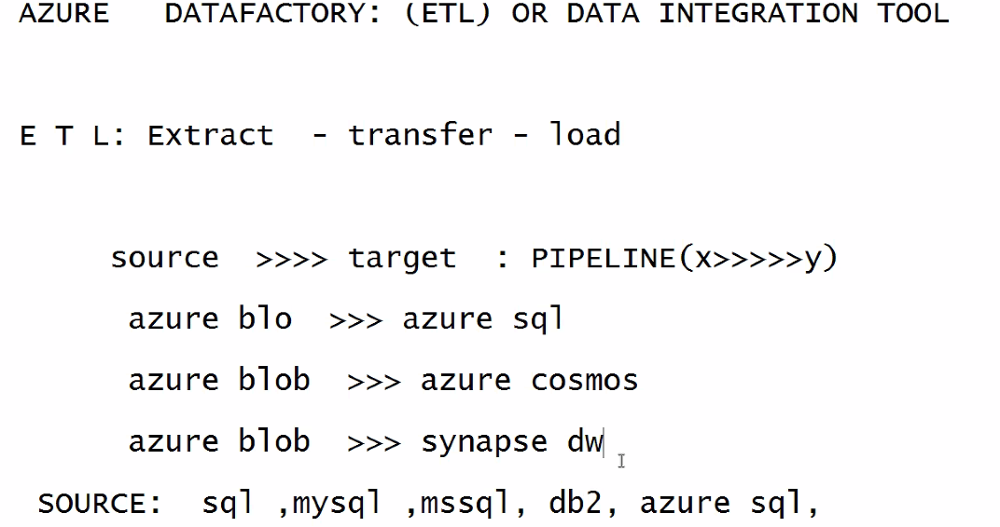 AZURE DATAFACTORY: (ETL) OR DATA INTEGRATION TOOL
E T L: Extract - transfer - load
source >>>> target : PIPELINE(x>>>>>y)
azure blo >>> azure sql
azure blob >>> azure cosmos
azure blob >>> synapse dw
SOURCE: sql ,mysql ,mssql, db2, azure sql,